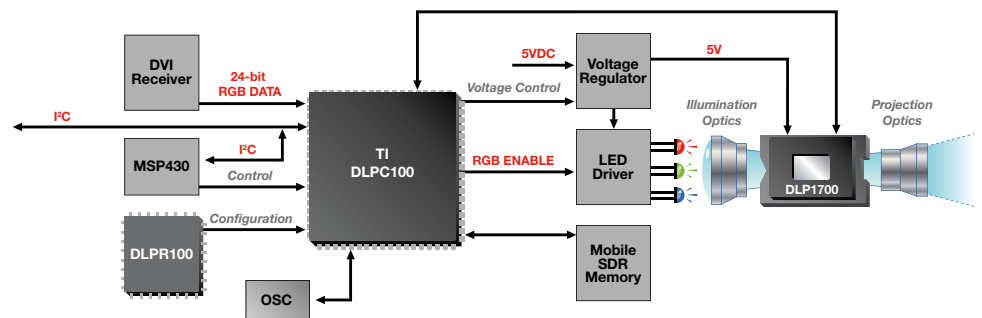 DVI
Receiver
24-bit
RGB DATA
I²C
I²C
MSP430
Control
Configuration
DLPR100
OSC
TI
DLPC100
5VDC
Voltage Control
Voltage
Regulator
5V
RGB ENABLE
LED
Driver
Mobile
SDR
Memory
Illumination
Optics
DLP1700
Projection
Optics